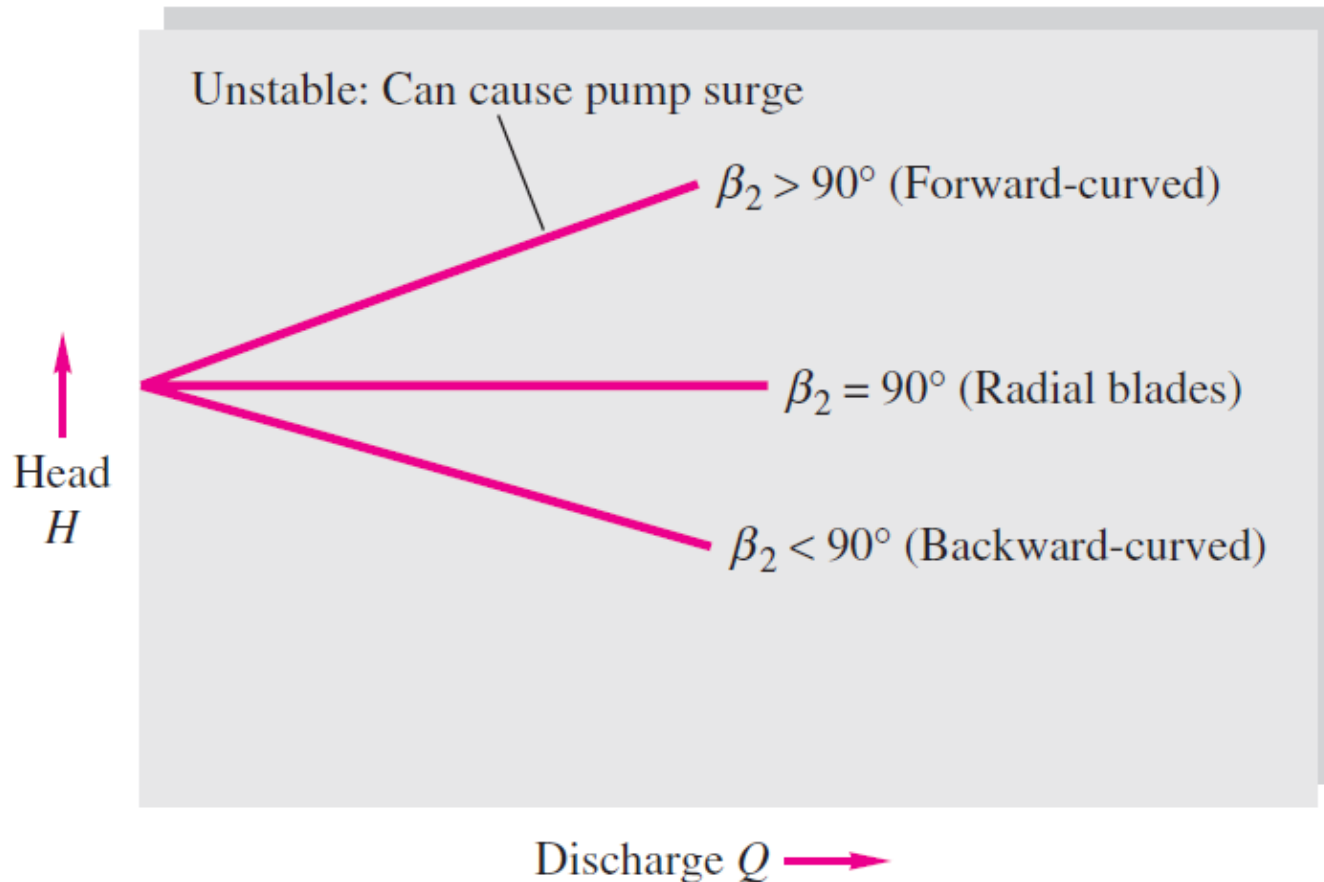 Unstable: Can cause pump surge
β₂ > 90° (Forward-curved)
β₂ = 90° (Radial blades)
Head
H
β₂ < 90° (Backward-curved)
Discharge Q